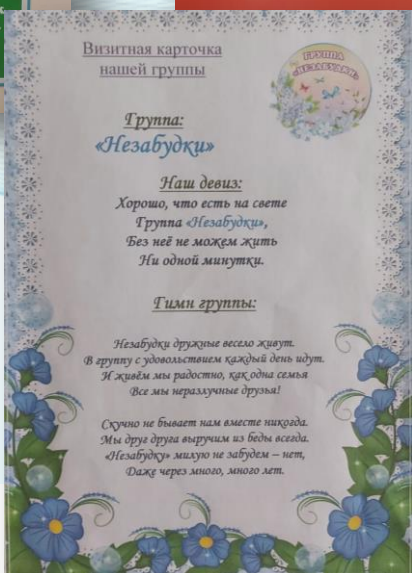 Визитная карточка
нашей группы
ГРУППА
«НЕЗАБУДКИ»
Группа:
«Незабудки»
Наш девиз:
Хорошо, что есть на свете
Группа «Незабудки»,
Без неё не можем жить
Ни одной минутки.
Гимн группы:
Незабудки дружные весело живут.
В группу с удовольствием каждый день идут.
И живём мы радостно, как одна семья
Все мы неразлучные друзья!
Скучно не бывает нам вместе никогда.
Мы друг друга выручим из беды всегда.
«Незабудку» милую не забудем – нет,
Даже через много, много лет.